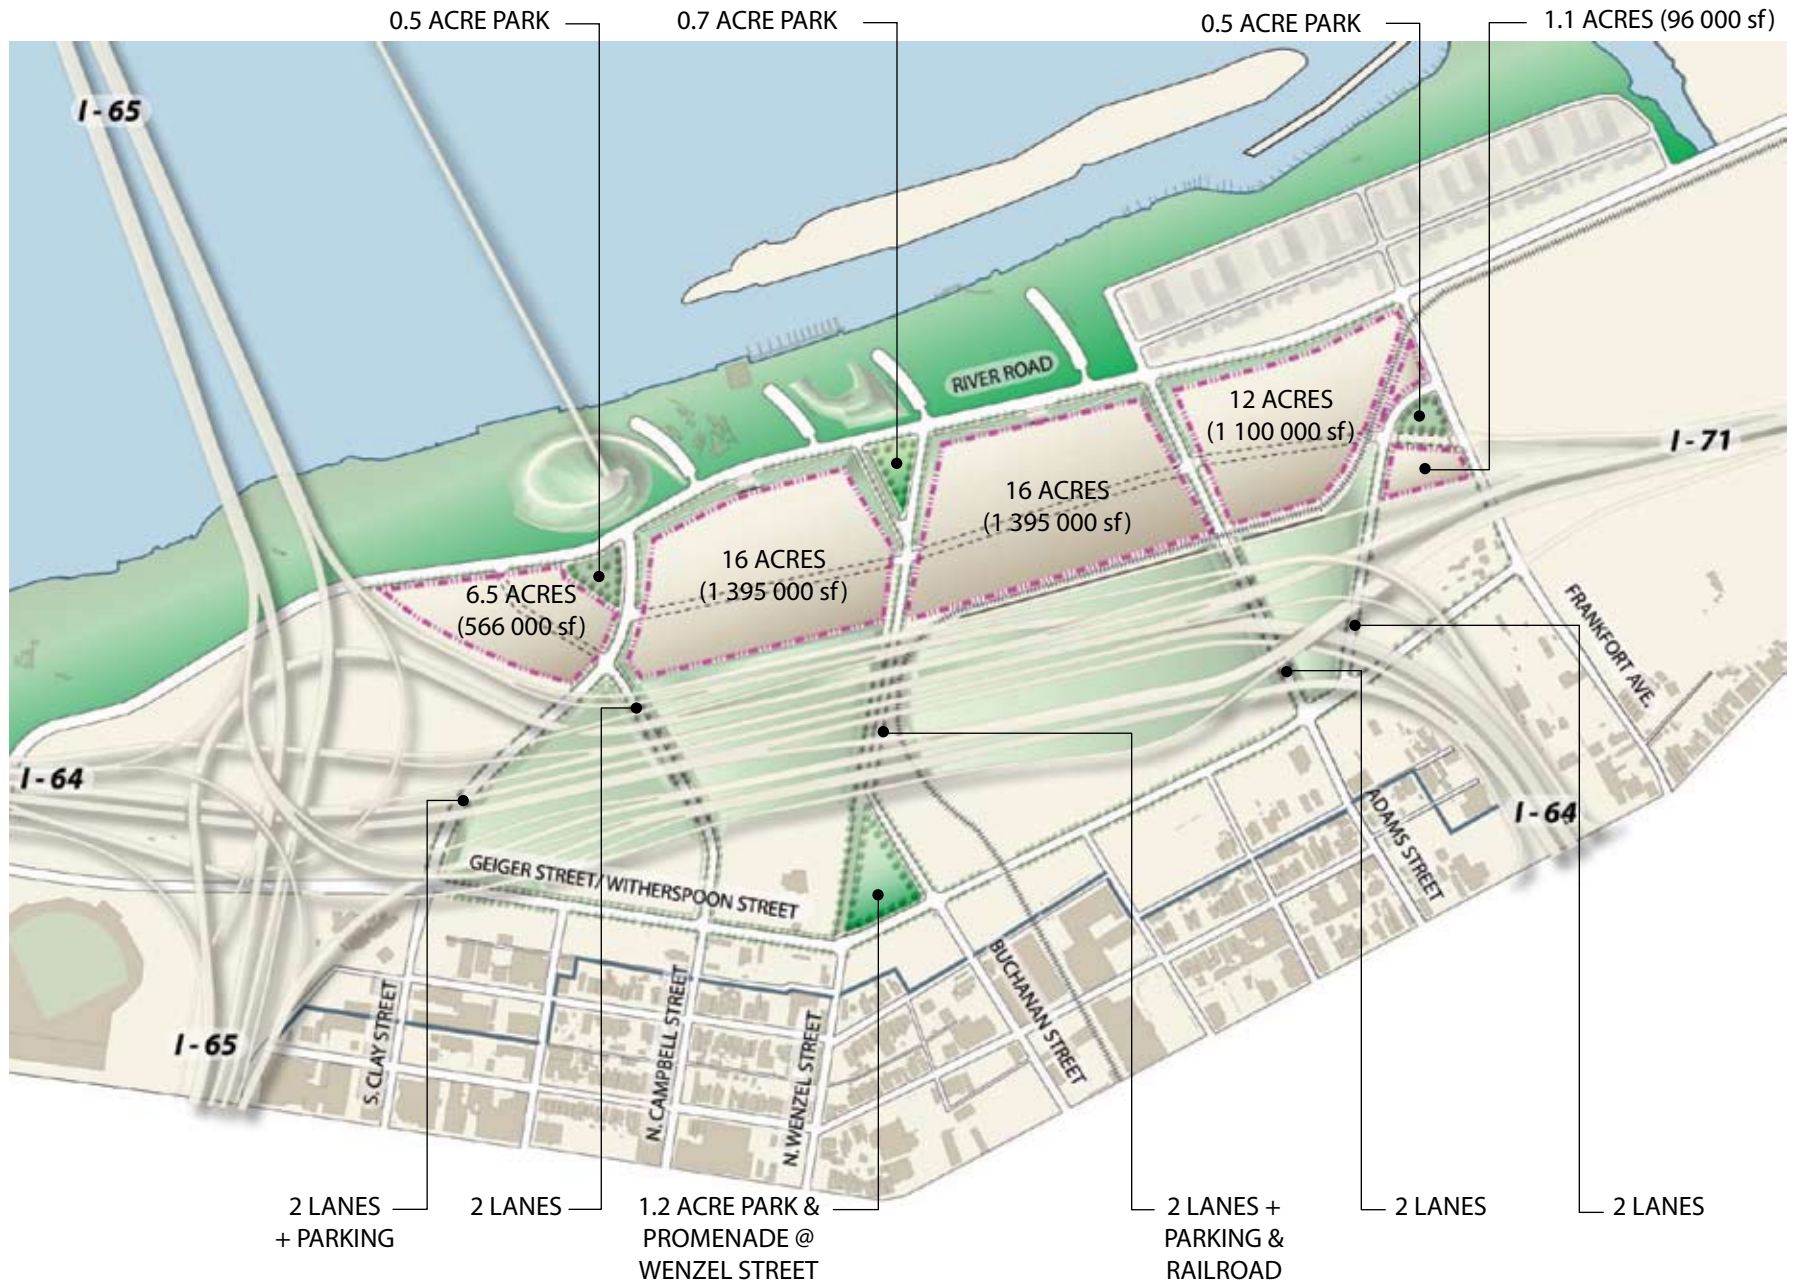 0.5 ACRE PARK
0.7 ACRE PARK
0.5 ACRE PARK
1.1 ACRES (96 000 sf)
I - 65
RIVER ROAD
12 ACRES
(1 100 000 sf)
I - 71
16 ACRES
(1 395 000 sf)
16 ACRES
(1 395 000 sf)
6.5 ACRES
(566 000 sf)
FRANKFORT AVE.
I - 64
I - 64
ADAMS STREET
GEIGER STREET/ WITHERSPOON STREET
BUCHANAN STREET
S. CLAY STREET
N. CAMPBELL STREET
N. WENZEL STREET
I - 65
2 LANES
+ PARKING
2 LANES
1.2 ACRE PARK &
PROMENADE @
WENZEL STREET
2 LANES +
PARKING &
RAILROAD
2 LANES
2 LANES